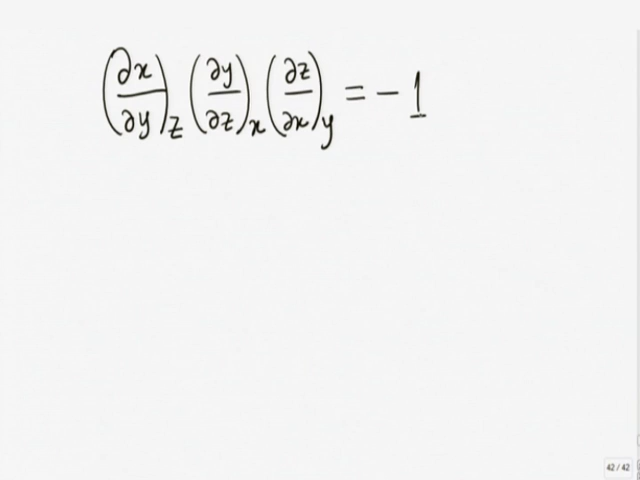 (∂x/∂y)_z (∂y/∂z)_x (∂z/∂x)_y = -1
42 / 42